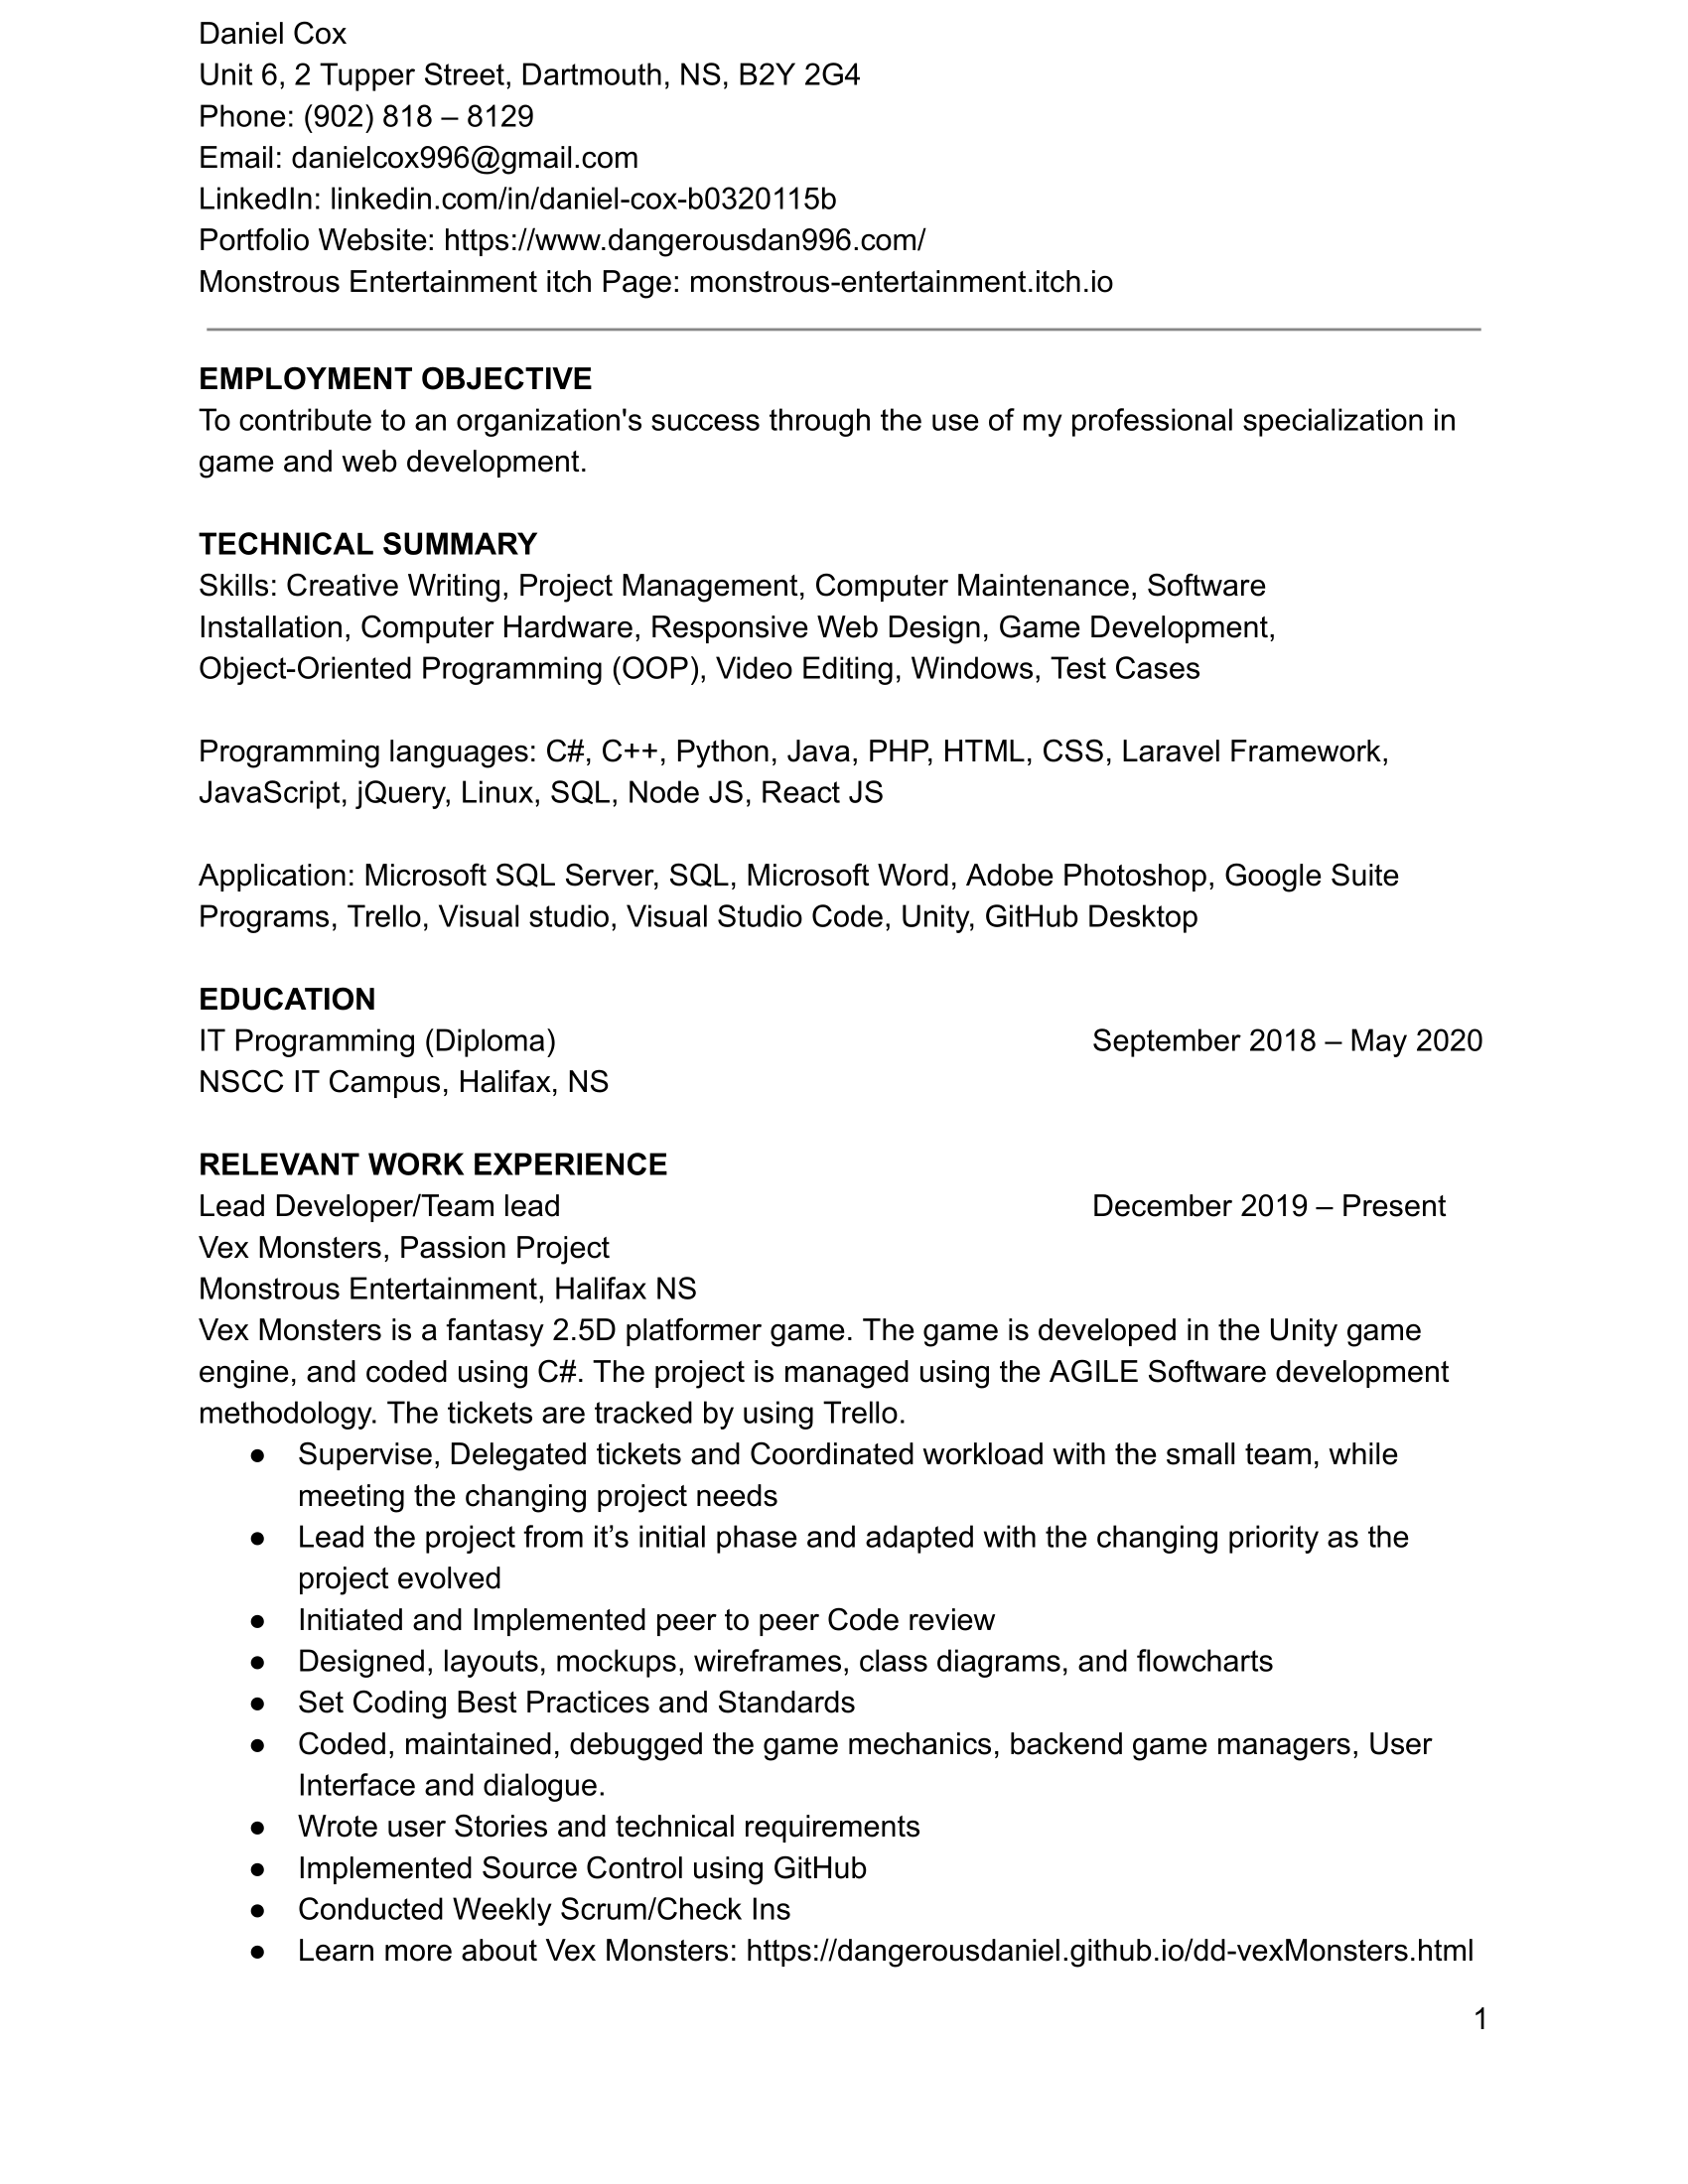 Daniel Cox
Unit 6, 2 Tupper Street, Dartmouth, NS, B2Y 2G4
Phone: (902) 818 – 8129
Email: danielcox996@gmail.com
LinkedIn: linkedin.com/in/daniel-cox-b0320115b
Portfolio Website: https://www.dangerousdan996.com/
Monstrous Entertainment itch Page: monstrous-entertainment.itch.io
EMPLOYMENT OBJECTIVE
To contribute to an organization's success through the use of my professional specialization in
game and web development.
TECHNICAL SUMMARY
Skills: Creative Writing, Project Management, Computer Maintenance, Software
Installation, Computer Hardware, Responsive Web Design, Game Development,
Object-Oriented Programming (OOP), Video Editing, Windows, Test Cases
Programming languages: C#, C++, Python, Java, PHP, HTML, CSS, Laravel Framework,
JavaScript, jQuery, Linux, SQL, Node JS, React JS
Application: Microsoft SQL Server, SQL, Microsoft Word, Adobe Photoshop, Google Suite
Programs, Trello, Visual studio, Visual Studio Code, Unity, GitHub Desktop
EDUCATION
IT Programming (Diploma) September 2018 – May 2020
NSCC IT Campus, Halifax, NS
RELEVANT WORK EXPERIENCE
Lead Developer/Team lead December 2019 – Present
Vex Monsters, Passion Project
Monstrous Entertainment, Halifax NS
Vex Monsters is a fantasy 2.5D platformer game. The game is developed in the Unity game
engine, and coded using C#. The project is managed using the AGILE Software development
methodology. The tickets are tracked by using Trello.
● Supervise, Delegated tickets and Coordinated workload with the small team, while
meeting the changing project needs
● Lead the project from it’s initial phase and adapted with the changing priority as the
project evolved
● Initiated and Implemented peer to peer Code review
● Designed, layouts, mockups, wireframes, class diagrams, and flowcharts
● Set Coding Best Practices and Standards
● Coded, maintained, debugged the game mechanics, backend game managers, User
Interface and dialogue.
● Wrote user Stories and technical requirements
● Implemented Source Control using GitHub
● Conducted Weekly Scrum/Check Ins
● Learn more about Vex Monsters: https://dangerousdaniel.github.io/dd-vexMonsters.html
1